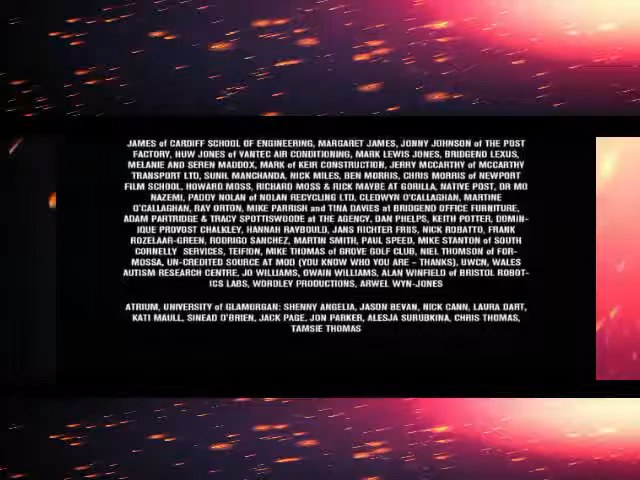 JAMES of CARDIFF SCHOOL OF ENGINEERING, MARGARET JAMES, JONNY JOHNSON of THE POST
FACTORY, HUW JONES of VANTEC AIR CONDITIONING, MARK LEWIS JONES, BRIDGEND LEXUS,
MELANIE AND SEREN MADDOX, MARK of KEIR CONSTRUCTION, JERRY MCCARTHY of MCCARTHY
TRANSPORT LTD, SUNIL MANCHANDA, NICK MILES, BEN MORRIS, CHRIS MORRIS of NEWPORT
FILM SCHOOL, HOWARD MOSS, RICHARD MOSS & RICK MAYBE AT GORILLA, NATIVE POST, DR MO
NAZEMI, PADDY NOLAN of NOLAN RECYCLING LTD, CLEDWYN O'CALLAGHAN, MARTINE
O'CALLAGHAN, RAY ORTON, MIKE PARRISH and TINA DAVIES at BRIDGEND OFFICE FURNITURE,
ADAM PARTRIDGE & TRACY SPOTTISWOODE at THE AGENCY, DAN PHELPS, KEITH POTTER, DOMIN-
IQUE PROVOST CHALKLEY, HANNAH RAYBOULD, JANS RICHTER FRIIS, NICK ROBATTO, FRANK
ROZELAAR-GREEN, RODRIGO SANCHEZ, MARTIN SMITH, PAUL SPEED, MIKE STANTON of SOUTH
CORNELLY SERVICES, TEIFION, MIKE THOMAS of GROVE GOLF CLUB, NIEL THOMSON of FOR-
MOSSA, UN-CREDITED SOURCE AT MOD (YOU KNOW WHO YOU ARE - THANKS), UWCN, WALES
AUTISM RESEARCH CENTRE, JO WILLIAMS, OWAIN WILLIAMS, ALAN WINFIELD of BRISTOL ROBOT-
ICS LABS, WORDLEY PRODUCTIONS, ARWEL WYN-JONES
ATRIUM, UNIVERSITY of GLAMORGAN: SHENNY ANGELIA, JASON BEVAN, NICK CANN, LAURA DART,
KATI MAULL, SINEAD O'BRIEN, JACK PAGE, JON PARKER, ALESJA SURUBKINA, CHRIS THOMAS,
TAMSIE THOMAS